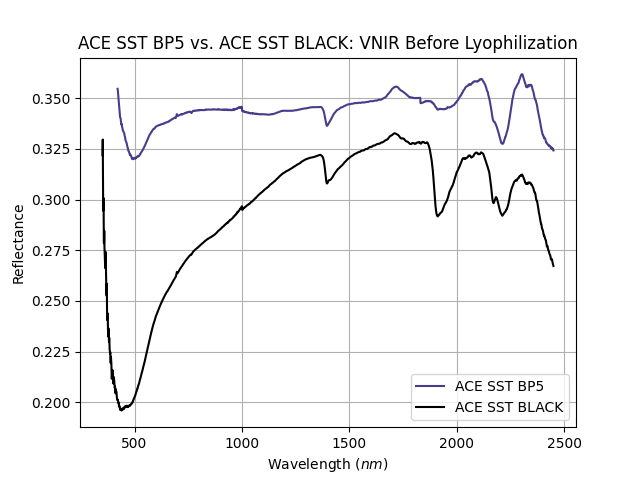 ACE SST BP5 vs. ACE SST BLACK: VNIR Before Lyophilization
0.350
0.325
0.300
0.275
0.250
0.225
0.200
Reflectance
500
1000
1500
2000
2500
Wavelength (nm)
ACE SST BP5
ACE SST BLACK